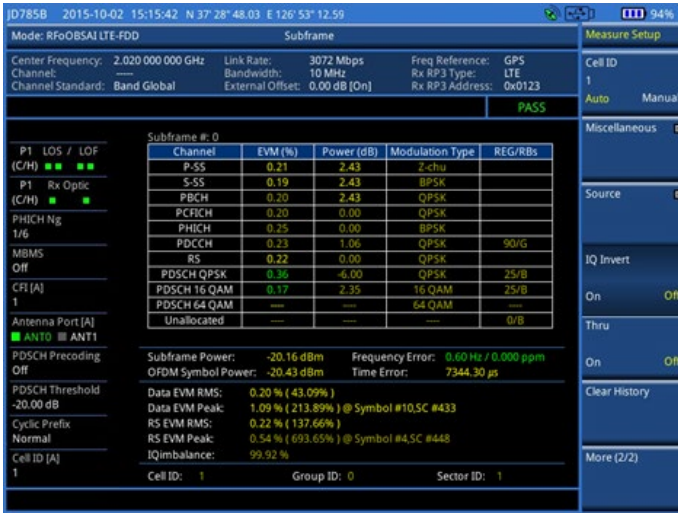 JD785B 2015-10-02 15:15:42 N 37° 28" 48.03 E 126° 53" 12.59 94%
Mode: RFoOBSAI LTE-FDD Subframe Measure Setup
Center Frequency: 2.020 000 000 GHz Link Rate: 3072 Mbps Freq Reference: GPS
Channel: ---- Bandwidth: 10 MHz Rx RP3 Type: LTE
Channel Standard: Band Global External Offset: 0.00 dB [On] Rx RP3 Address: 0x0123
PASS
Cell ID
1
Auto Manua
Miscellaneous
Source
IQ Invert
On Off
Thru
On Off
Clear History
More (2/2)
P1 LOS / LOF
(C/H)
P1 Rx Optic
(C/H)
PHICH Ng
1/6
MBMS
Off
CFI [A]
1
Antenna Port [A]
ANT0 ANT1
PDSCH Precoding
Off
PDSCH Threshold
-20.00 dB
Cyclic Prefix
Normal
Cell ID [A]
1
Subframe #: 0
Channel EVM (%) Power (dB) Modulation Type REG/RBs
P-SS 0.21 2.43 Z-chu
S-SS 0.19 2.43 BPSK
PBCH 0.20 2.43 QPSK
PCFICH 0.20 0.00 QPSK
PHICH 0.25 0.00 BPSK
PDCCH 0.23 1.06 QPSK 90/G
RS 0.22 0.00 QPSK
PDSCH QPSK 0.36 -6.00 QPSK 25/B
PDSCH 16 QAM 0.17 2.35 16 QAM 25/B
PDSCH 64 QAM ---- ---- 64 QAM ----
Unallocated ---- ---- ---- 0/B
Subframe Power: -20.16 dBm Frequency Error: 0.60 Hz / 0.000 ppm
OFDM Symbol Power: -20.43 dBm Time Error: 7344.30 µs
Data EVM RMS: 0.20 % ( 43.09% )
Data EVM Peak: 1.09 % ( 213.89% ) @ Symbol #10,SC #433
RS EVM RMS: 0.22 % ( 137.66% )
RS EVM Peak: 0.54 % ( 693.65% ) @ Symbol #4,SC #448
IQimbalance: 99.92 %
Cell ID: 1 Group ID: 0 Sector ID: 1